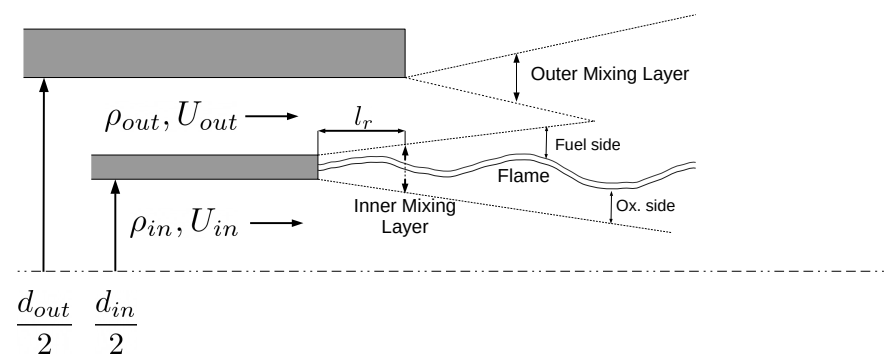 Outer Mixing Layer
ρ_out, U_out
l_r
Fuel side
Flame
Inner Mixing
Layer
Ox. side
ρ_in, U_in
d_out/2
d_in/2